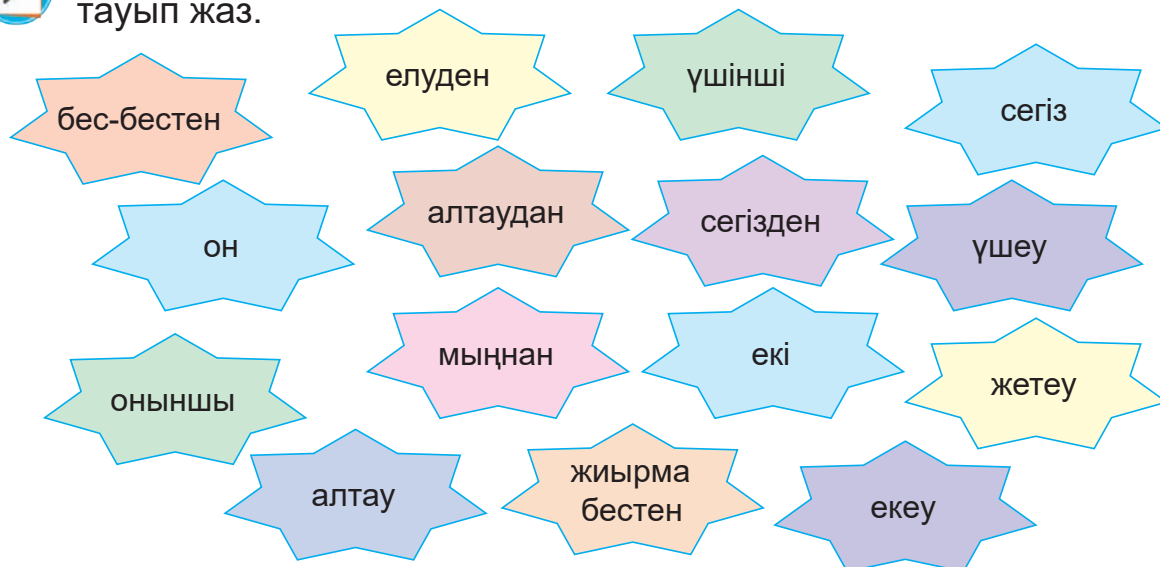 тауып жаз.
бес-бестен
елуден
үшінші
сегіз
он
алтаудан
сегізден
үшеу
оныншы
мыңнан
екі
жетеу
алтау
жиырма
бестен
екеу